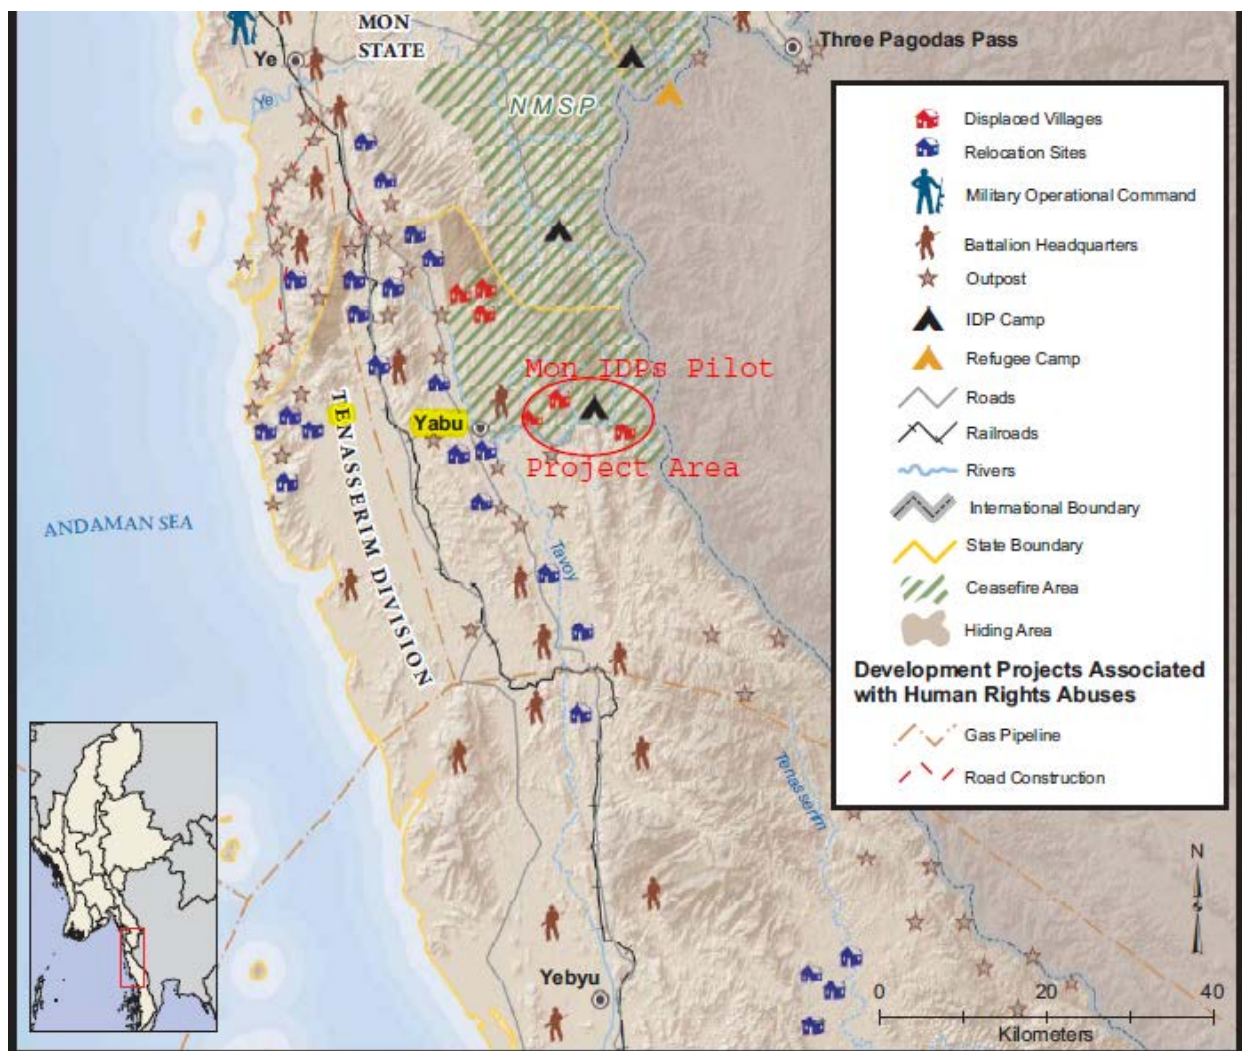 MON
STATE
Three Pagodas Pass
Ye
Ye
NMSP
Displaced Villages
Relocation Sites
Military Operational Command
Battalion Headquarters
Outpost
IDP Camp
Refugee Camp
Roads
Railroads
Rivers
International Boundary
State Boundary
Ceasefire Area
Hiding Area
Development Projects Associated
with Human Rights Abuses
Gas Pipeline
Road Construction
Mon IDPs Pilot
Project Area
Yabu
TENASSERIM DIVISION
ANDAMAN SEA
Tavoy
Tenasserim
Yebyu
N
0 20 40
Kilometers